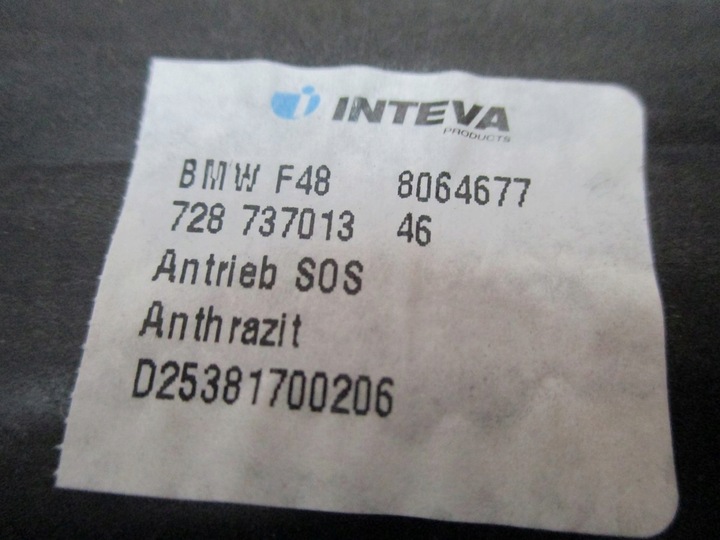 INTEVA
PRODUCTS
BMW F48 8064677
728 737013 46
Antrieb SOS
Anthrazit
D25381700206